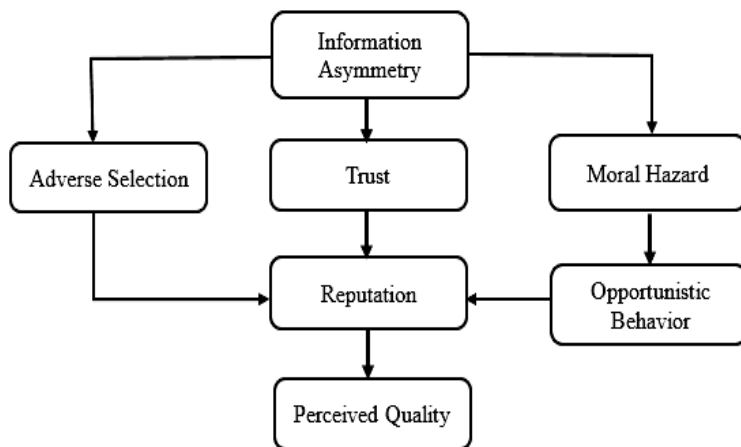 Information
Asymmetry
Adverse Selection
Trust
Moral Hazard
Reputation
Opportunistic
Behavior
Perceived Quality